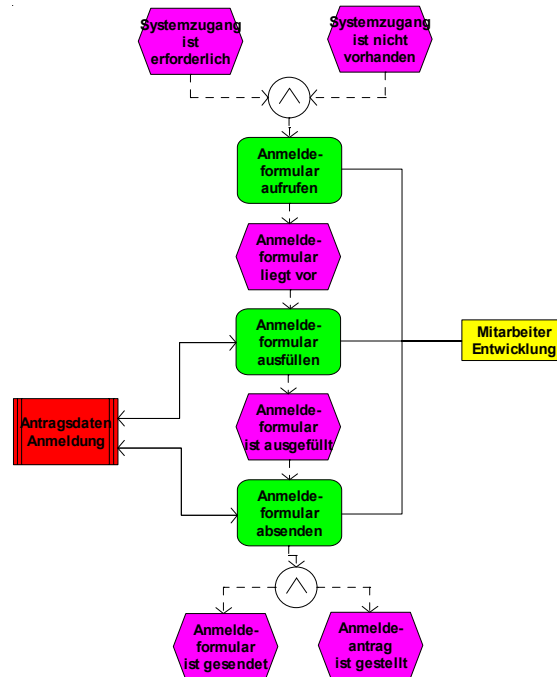 Systemzugang
ist
erforderlich
Systemzugang
ist nicht
vorhanden
Anmelde-
formular
aufrufen
Anmelde-
formular
liegt vor
Anmelde-
formular
ausfüllen
Mitarbeiter
Entwicklung
Antragsdaten
Anmeldung
Anmelde-
formular
ist ausgefüllt
Anmelde-
formular
absenden
Anmelde-
formular
ist gesendet
Anmelde-
antrag
ist gestellt